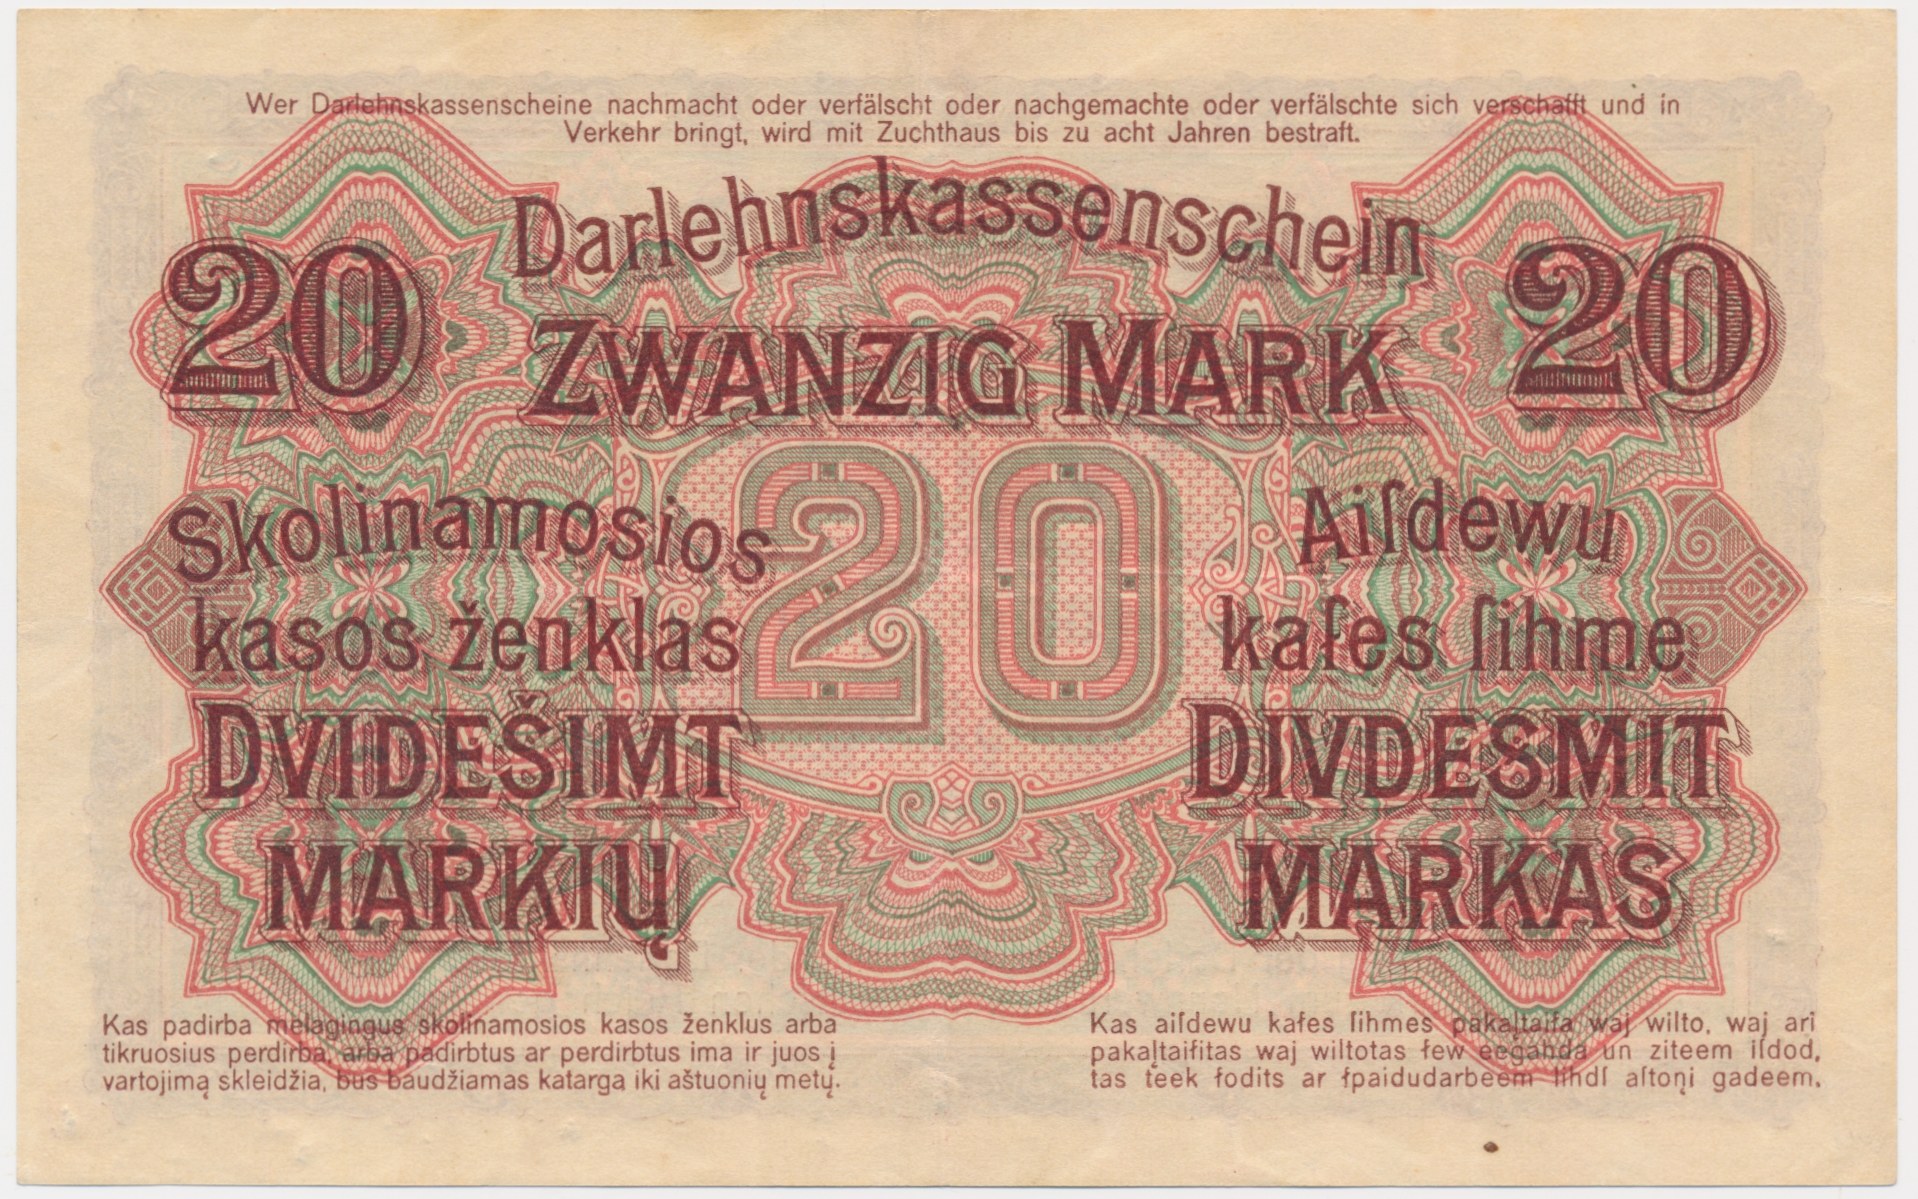 Wer Darlehnskassenscheine nachmacht oder verfälscht oder nachgemachte oder verfälschte sich verschafft und in
Verkehr bringt, wird mit Zuchthaus bis zu acht Jahren bestraft.
Darlehnskassenschein
20 ZWANZIG MARK 20
20
Skolinamosios
kasos ženklas
DVIDEŠIMT
MARKIŲ
Aiſdewu
kaſes ſihme
DIVDESMIT
MARKAS
Kas padirba melagingus skolinamosios kasos ženklus arba
tikruosius perdirba, arba padirbtus ar perdirbtus ima ir juos į
vartojimą skleidžia, bus baudžiamas katarga iki aštuonių metų.
Kas aiſdewu kaſes ſihmes pakaļtaiſa waj wilto, waj arī
pakaļtaiſitas waj wiltotas ſew eegahda un ziteem iſdod,
tas teek ſodits ar ſpaidudarbeem lihdſ aſtoņi gadeem.